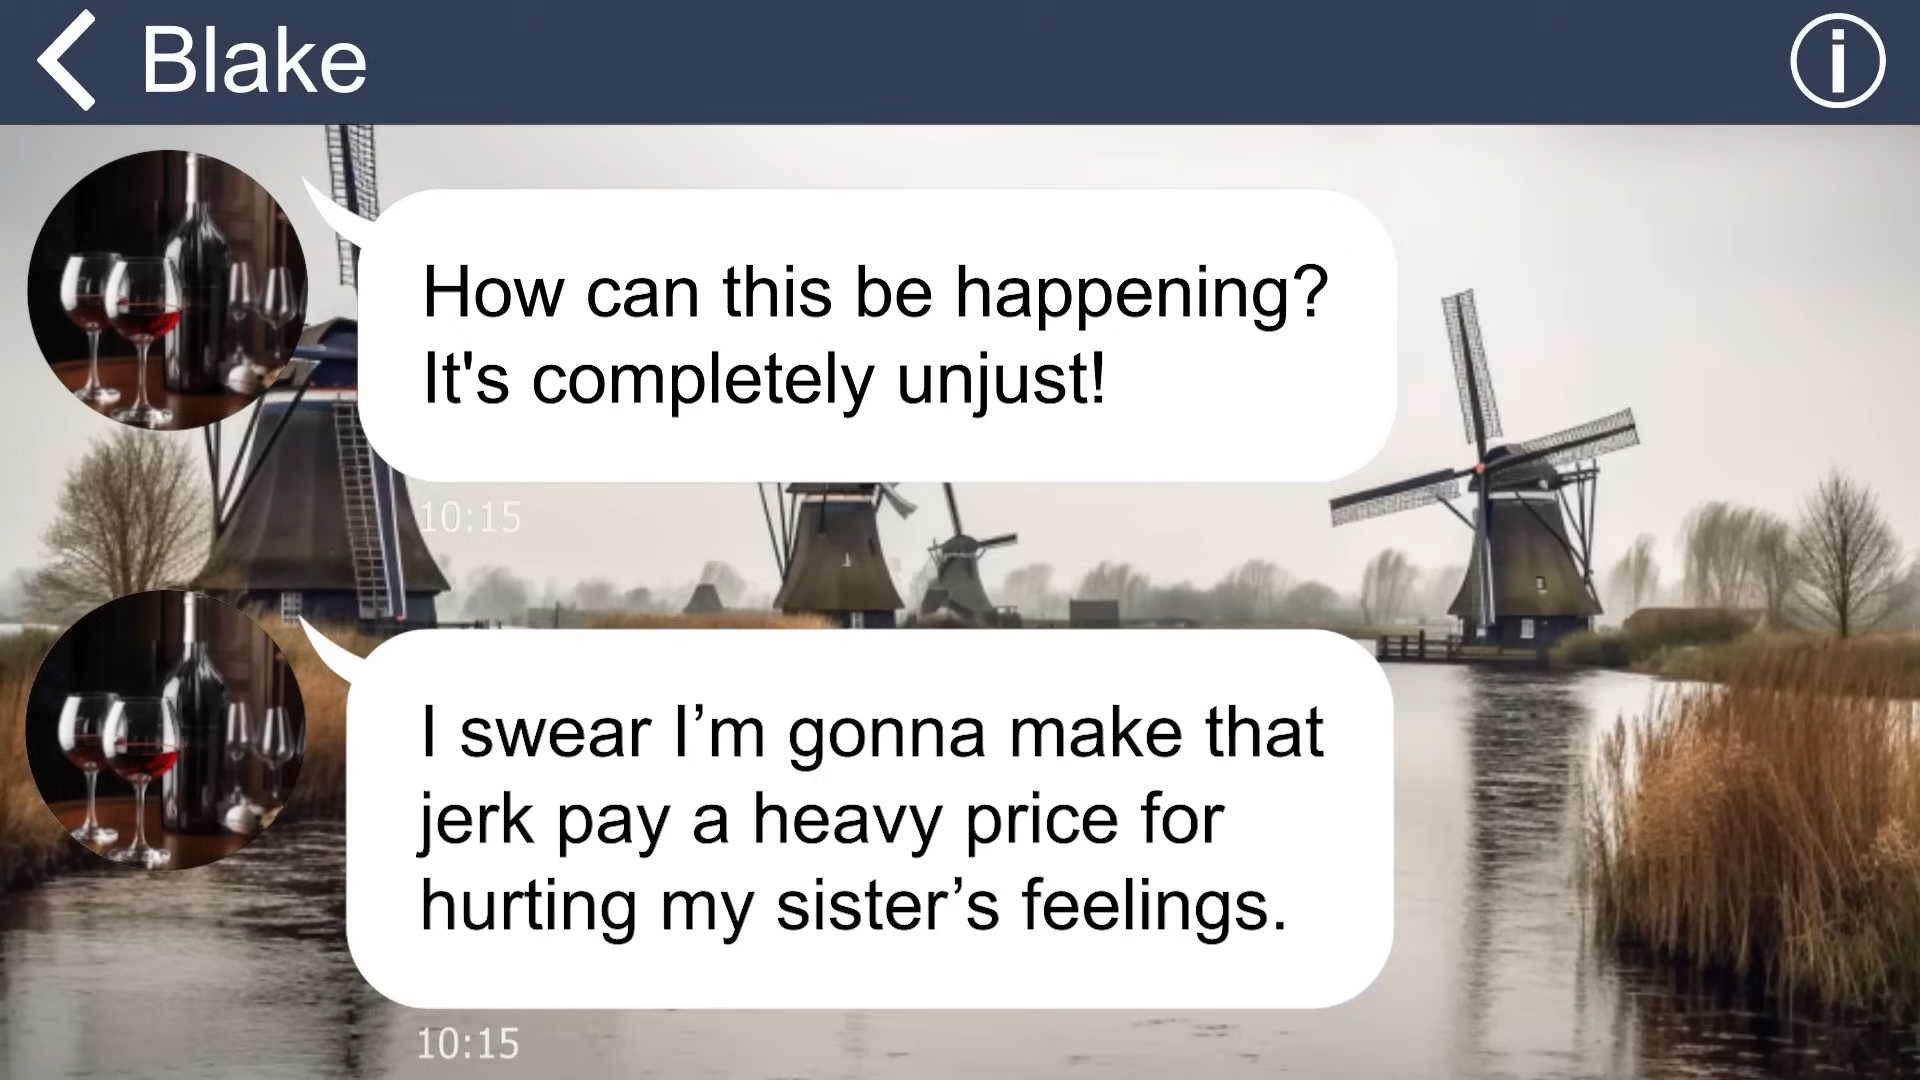 Blake
How can this be happening?
It's completely unjust!
10:15
I swear I’m gonna make that
jerk pay a heavy price for
hurting my sister’s feelings.
10:15